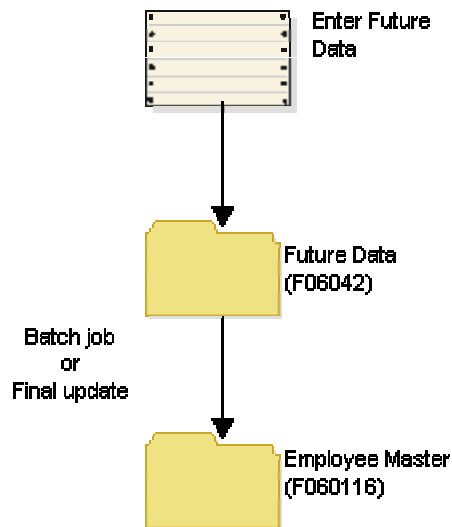 Enter Future
Data
Future Data
(F06042)
Batch job
or
Final update
Employee Master
(F060116)